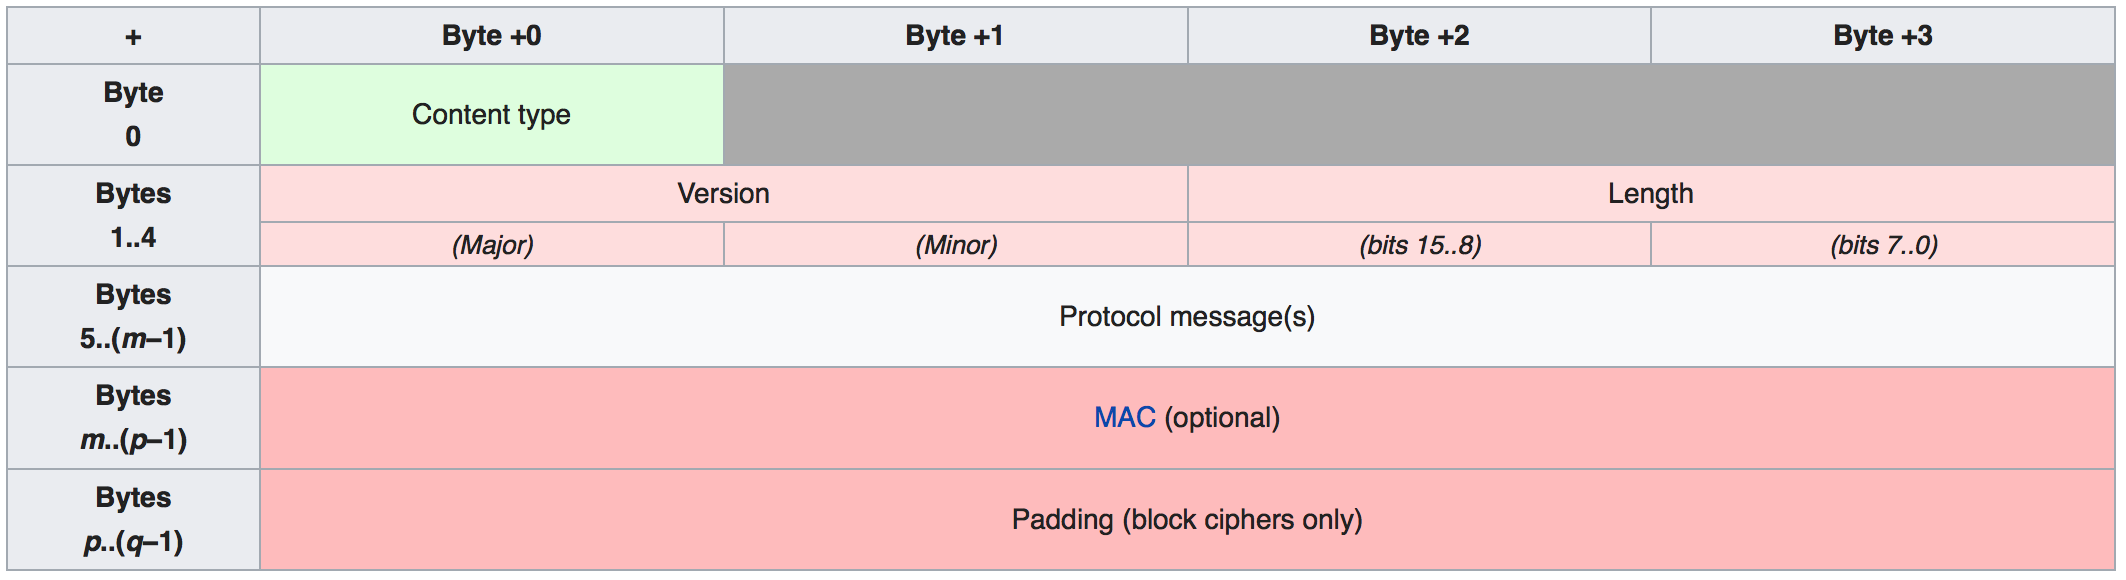 + Byte +0 Byte +1 Byte +2 Byte +3
Byte
0
Content type
Bytes
1..4
Version Length
(Major) (Minor) (bits 15..8) (bits 7..0)
Bytes
5..(m–1)
Protocol message(s)
Bytes
m..(p–1)
MAC (optional)
Bytes
p..(q–1)
Padding (block ciphers only)